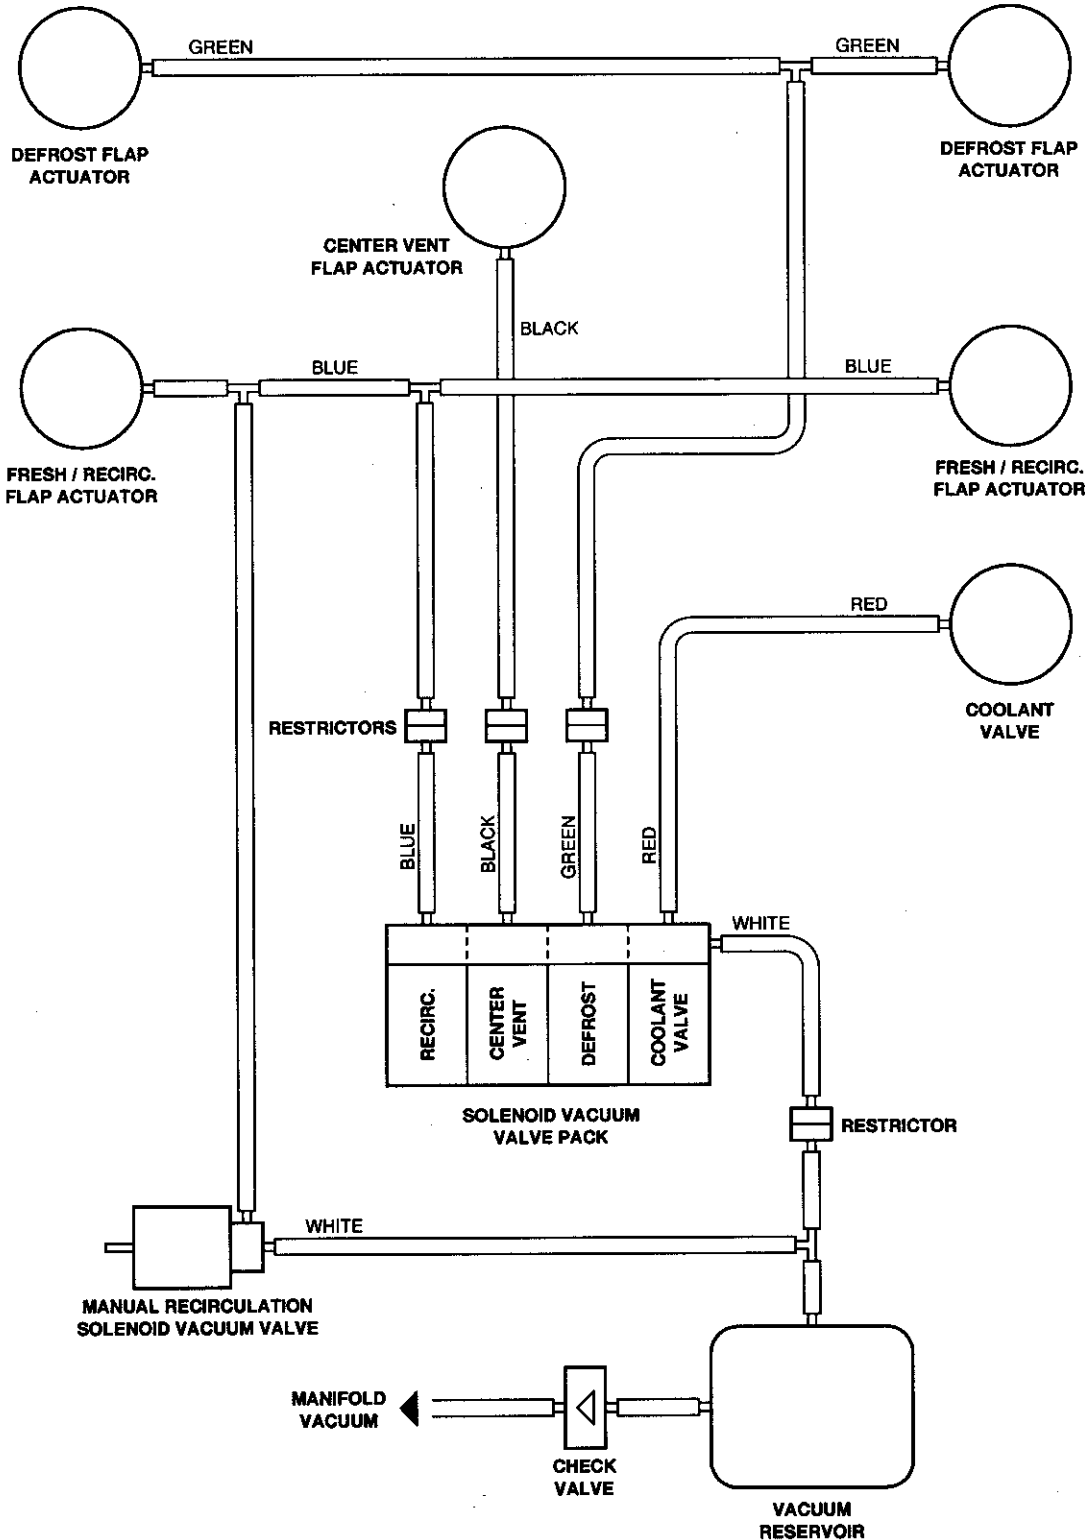 GREEN
GREEN
DEFROST FLAP
ACTUATOR
DEFROST FLAP
ACTUATOR
CENTER VENT
FLAP ACTUATOR
BLACK
BLUE
BLUE
FRESH / RECIRC.
FLAP ACTUATOR
FRESH / RECIRC.
FLAP ACTUATOR
RED
COOLANT
VALVE
RESTRICTORS
BLUE
BLACK
GREEN
RED
WHITE
RECIRC.
CENTER
VENT
DEFROST
COOLANT
VALVE
SOLENOID VACUUM
VALVE PACK
RESTRICTOR
WHITE
MANUAL RECIRCULATION
SOLENOID VACUUM VALVE
MANIFOLD
VACUUM
CHECK
VALVE
VACUUM
RESERVOIR